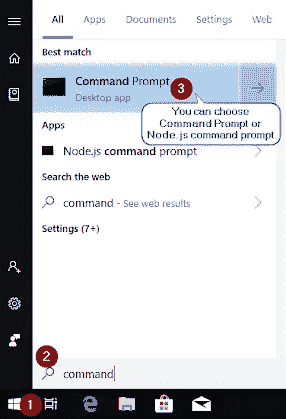 All Apps Documents Settings Web
Best match
Command Prompt
3
Desktop app
You can choose
Command Prompt or
Node.js command prompt
Apps
Node.js command prompt
Search the web
command - See web results
Settings (7+)
2
command
1